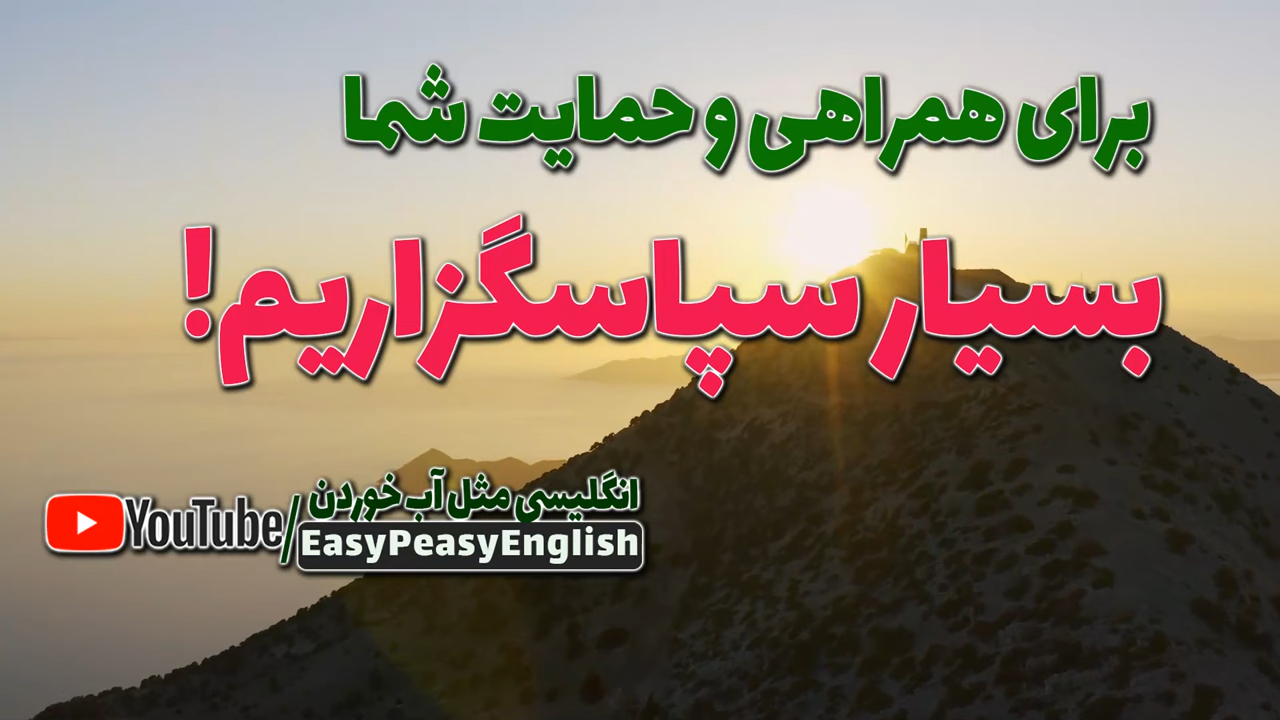 برای همراهی و حمایت شما
بسیار سپاسگزاریم!
انگلیسی مثل آب خوردن
YouTube/EasyPeasyEnglish